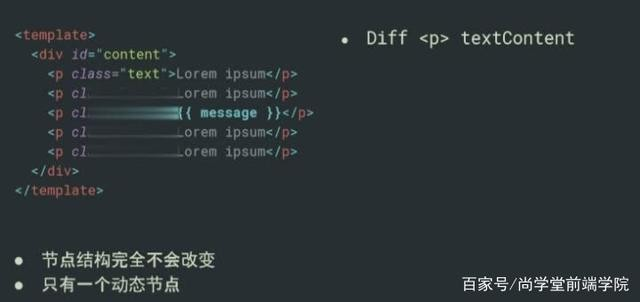 <template>
<div id="content">
<p class="text">Lorem ipsum</p>
<p cl orem ipsum</p>
<p cl {{ message }}</p>
<p cl orem ipsum</p>
<p cl orem ipsum</p>
</div>
</template>
• Diff <p> textContent
• 节点结构完全不会改变
• 只有一个动态节点
百家号/尚学堂前端学院